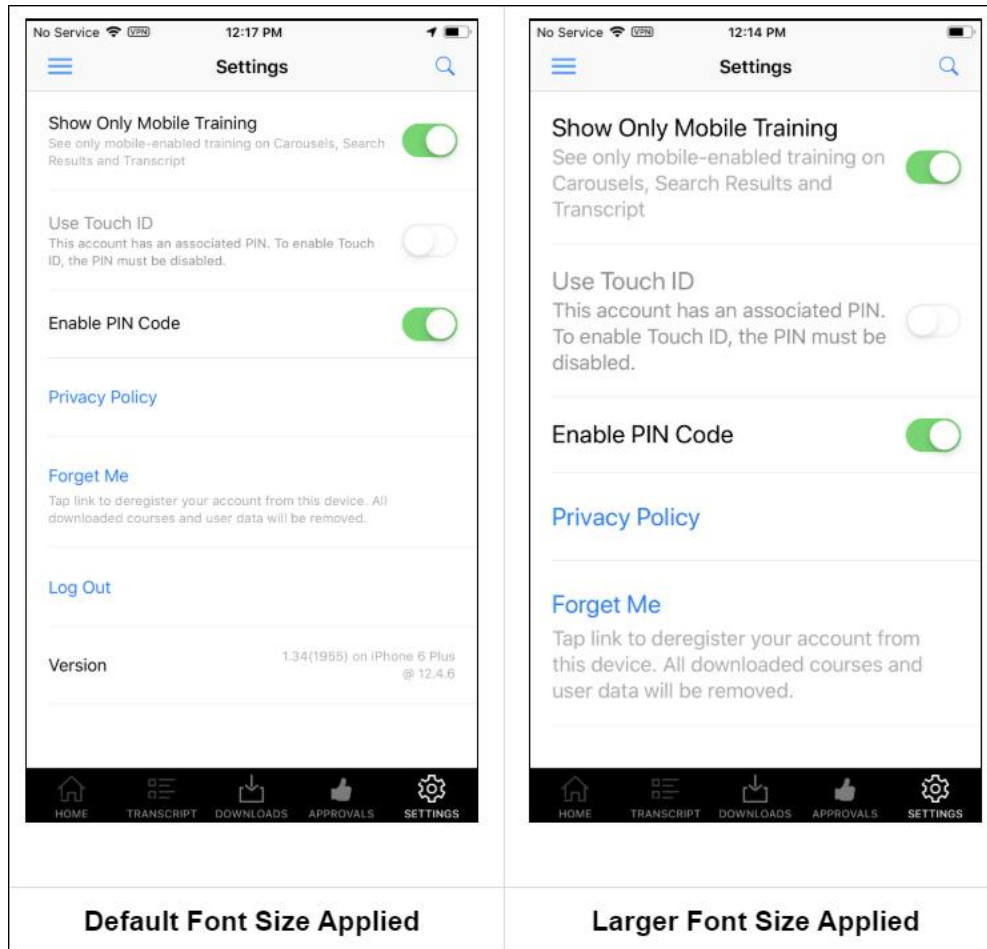 No Service VPN 12:17 PM
Settings
Show Only Mobile Training
See only mobile-enabled training on Carousels, Search
Results and Transcript
Use Touch ID
This account has an associated PIN. To enable Touch
ID, the PIN must be disabled.
Enable PIN Code
Privacy Policy
Forget Me
Tap link to deregister your account from this device. All
downloaded courses and user data will be removed.
Log Out
Version
1.34(1955) on iPhone 6 Plus
@ 12.4.6
HOME TRANSCRIPT DOWNLOADS APPROVALS SETTINGS
Default Font Size Applied
No Service VPN 12:14 PM
Settings
Show Only Mobile Training
See only mobile-enabled training on
Carousels, Search Results and
Transcript
Use Touch ID
This account has an associated PIN.
To enable Touch ID, the PIN must be
disabled.
Enable PIN Code
Privacy Policy
Forget Me
Tap link to deregister your account from
this device. All downloaded courses and
user data will be removed.
HOME TRANSCRIPT DOWNLOADS APPROVALS SETTINGS
Larger Font Size Applied